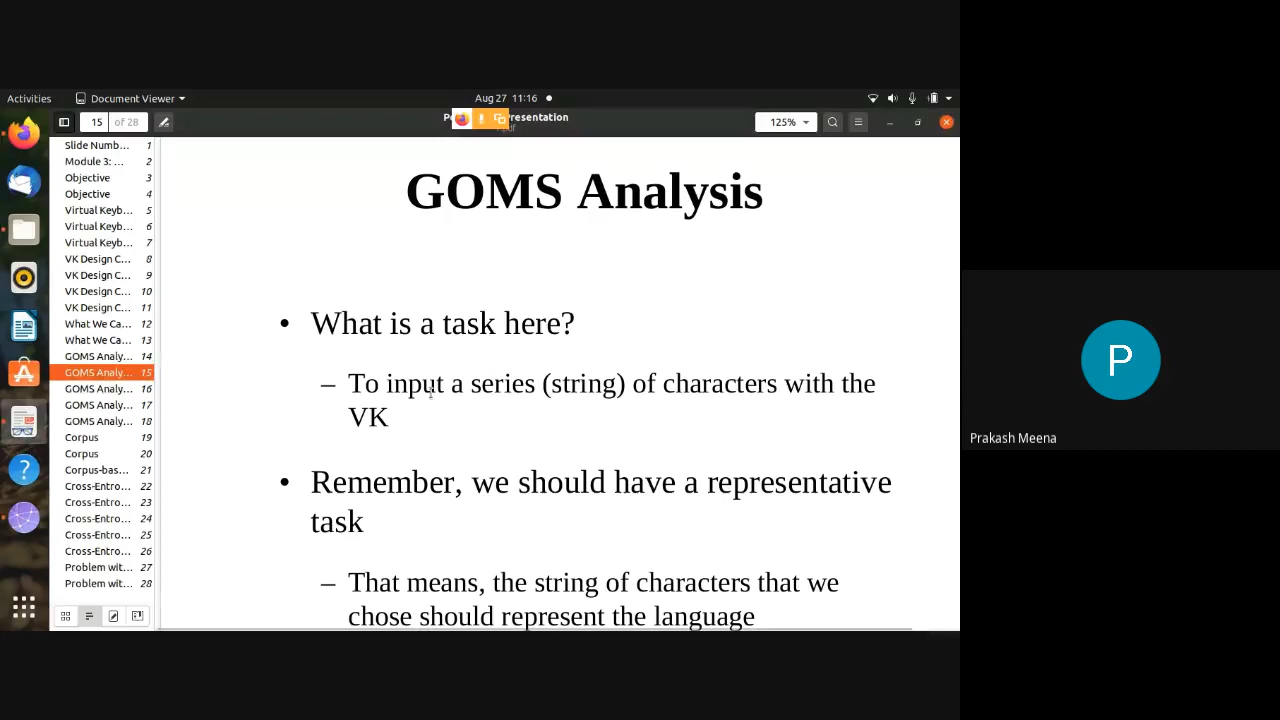 Activities
Document Viewer
Aug 27 11:16
15 of 28
Presentation
125%
Slide Numb... 1
Module 3: ... 2
Objective 3
Objective 4
Virtual Keyb... 5
Virtual Keyb... 6
Virtual Keyb... 7
VK Design C... 8
VK Design C... 9
VK Design C... 10
VK Design C... 11
What We Ca... 12
What We Ca... 13
GOMS Analy... 14
GOMS Analy... 15
GOMS Analy... 16
GOMS Analy... 17
GOMS Analy... 18
Corpus 19
Corpus 20
Corpus-bas... 21
Cross-Entro... 22
Cross-Entro... 23
Cross-Entro... 24
Cross-Entro... 25
Cross-Entro... 26
Problem wit... 27
Problem wit... 28
GOMS Analysis
• What is a task here?
– To input a series (string) of characters with the
VK
• Remember, we should have a representative
task
– That means, the string of characters that we
chose should represent the language
P
Prakash Meena